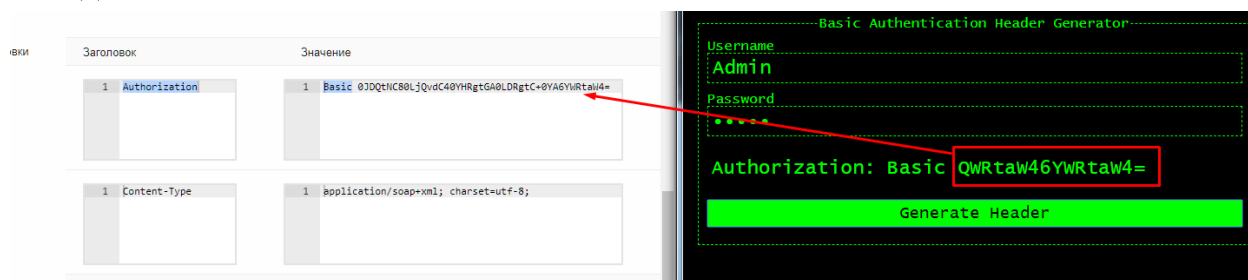 овки Заголовок Значение
1 Authorization 1 Basic 0JDQtNC80LjQvdC40YHRgtGA0LDRgtC+0YA6YWRtaW4=
1 Content-Type 1 application/soap+xml; charset=utf-8;
Basic Authentication Header Generator
Username
Admin
Password
•••••
Authorization: Basic QWRtaW46YWRtaW4=
Generate Header